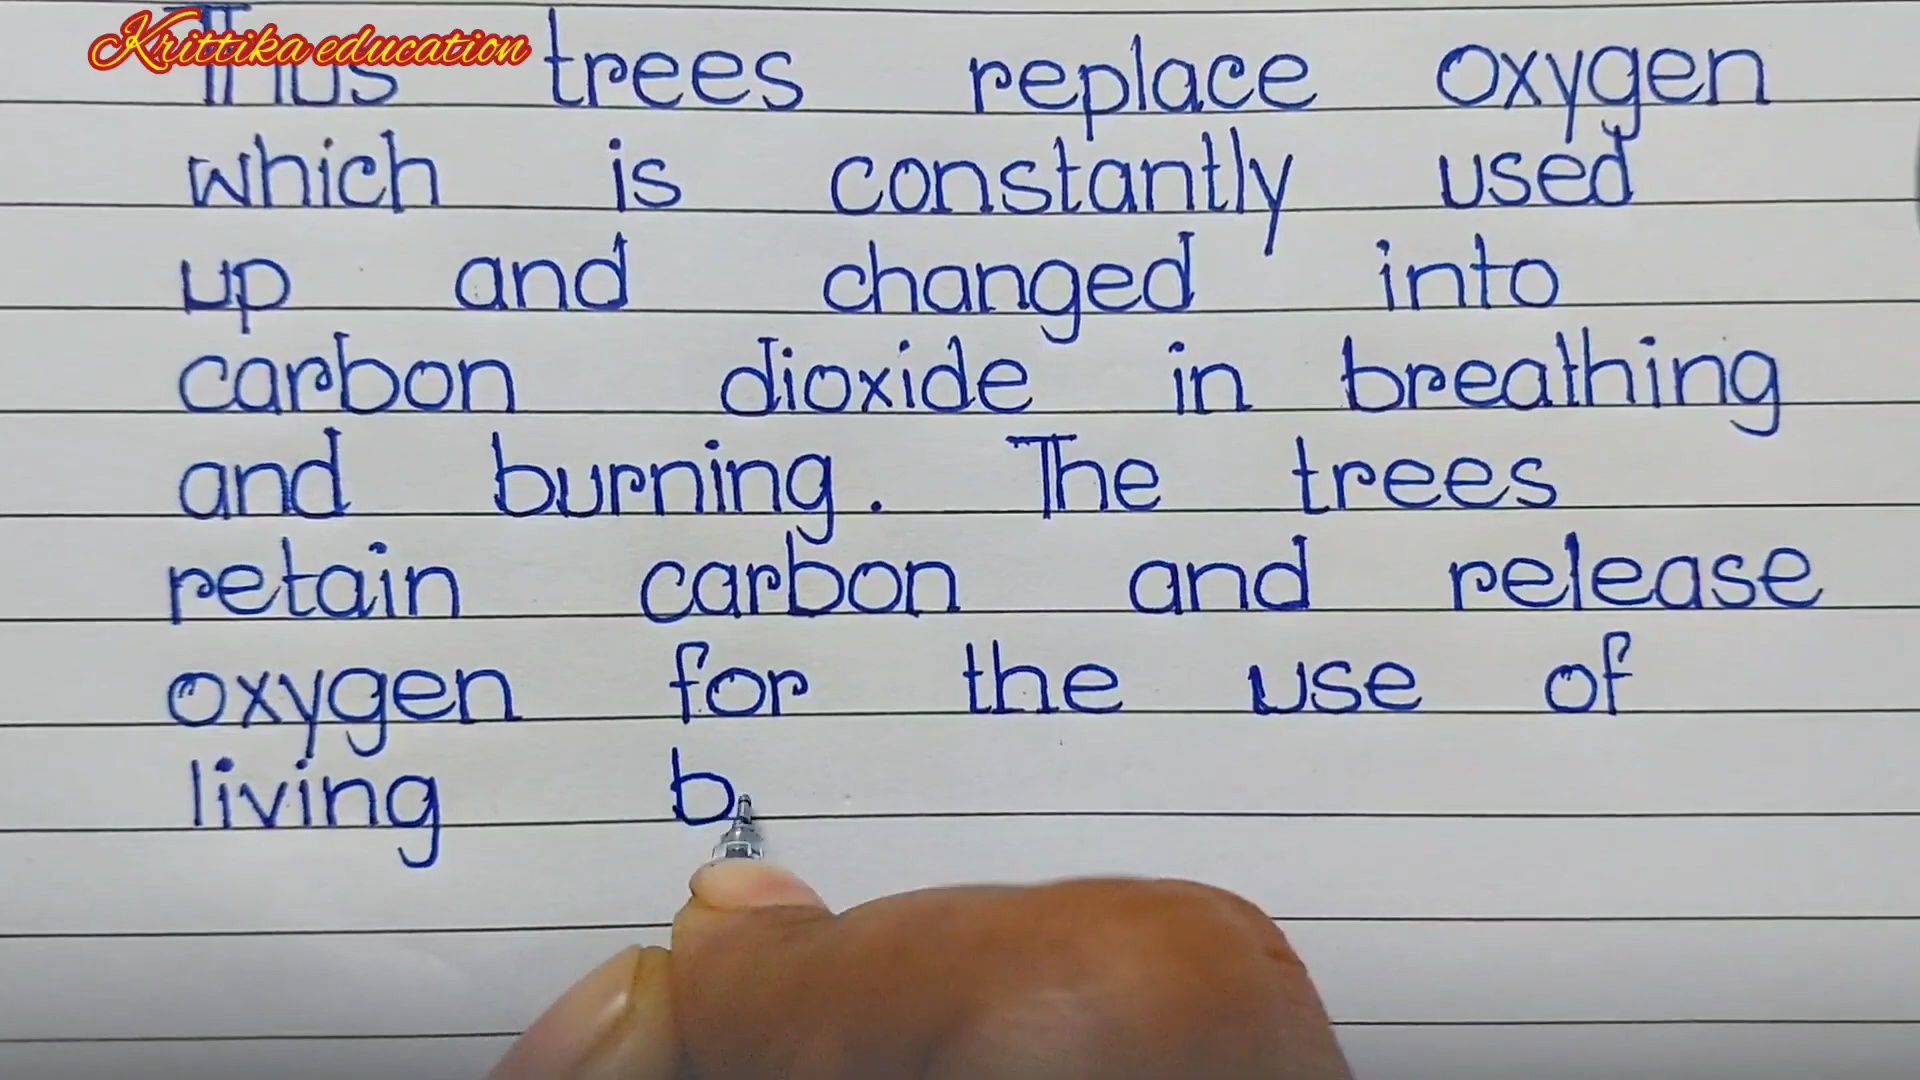 Krittika education
Thus trees replace oxygen
which is constantly used
up and changed into
carbon dioxide in breathing
and burning. The trees
retain carbon and release
oxygen for the use of
living b